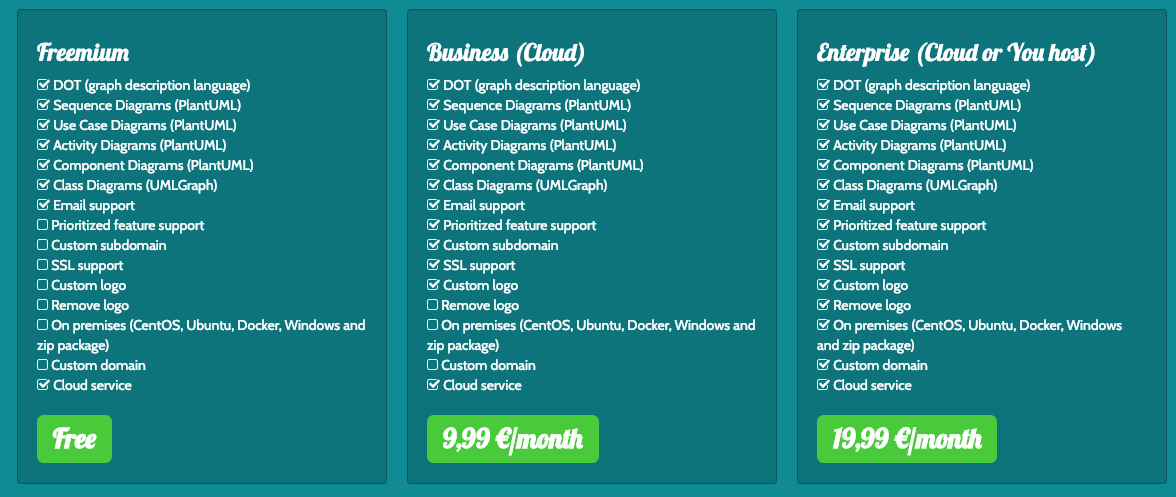 Freemium
DOT (graph description language)
Sequence Diagrams (PlantUML)
Use Case Diagrams (PlantUML)
Activity Diagrams (PlantUML)
Component Diagrams (PlantUML)
Class Diagrams (UMLGraph)
Email support
Prioritized feature support
Custom subdomain
SSL support
Custom logo
Remove logo
On premises (CentOS, Ubuntu, Docker, Windows and
zip package)
Custom domain
Cloud service
Free
Business (Cloud)
DOT (graph description language)
Sequence Diagrams (PlantUML)
Use Case Diagrams (PlantUML)
Activity Diagrams (PlantUML)
Component Diagrams (PlantUML)
Class Diagrams (UMLGraph)
Email support
Prioritized feature support
Custom subdomain
SSL support
Custom logo
Remove logo
On premises (CentOS, Ubuntu, Docker, Windows and
zip package)
Custom domain
Cloud service
9,99 €/month
Enterprise (Cloud or You host)
DOT (graph description language)
Sequence Diagrams (PlantUML)
Use Case Diagrams (PlantUML)
Activity Diagrams (PlantUML)
Component Diagrams (PlantUML)
Class Diagrams (UMLGraph)
Email support
Prioritized feature support
Custom subdomain
SSL support
Custom logo
Remove logo
On premises (CentOS, Ubuntu, Docker, Windows
and zip package)
Custom domain
Cloud service
19,99 €/month